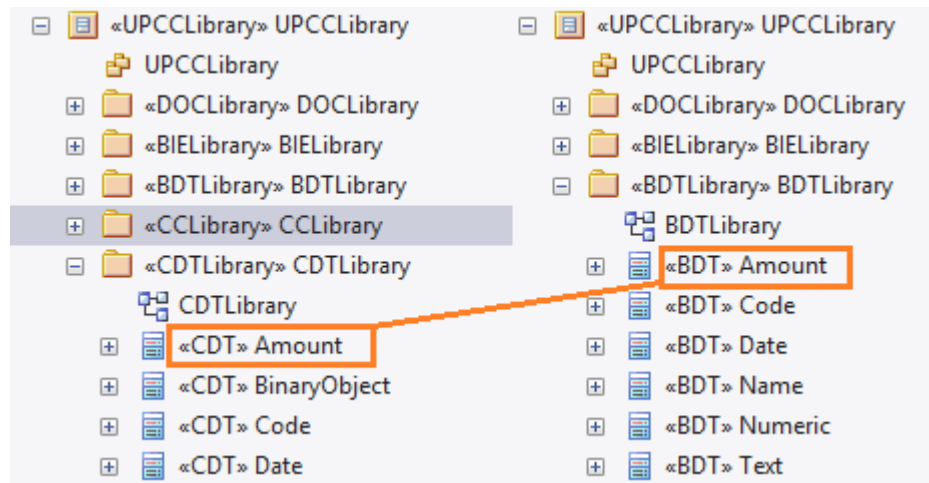 «UPCCLibrary» UPCCLibrary
UPCCLibrary
«DOCLibrary» DOCLibrary
«BIELibrary» BIELibrary
«BDTLibrary» BDTLibrary
«CCLibrary» CCLibrary
«CDTLibrary» CDTLibrary
CDTLibrary
«CDT» Amount
«CDT» BinaryObject
«CDT» Code
«CDT» Date
«UPCCLibrary» UPCCLibrary
UPCCLibrary
«DOCLibrary» DOCLibrary
«BIELibrary» BIELibrary
«BDTLibrary» BDTLibrary
BDTLibrary
«BDT» Amount
«BDT» Code
«BDT» Date
«BDT» Name
«BDT» Numeric
«BDT» Text